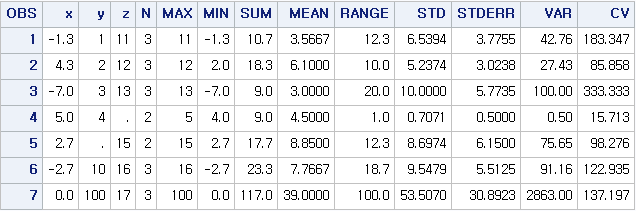 OBS x y z N MAX MIN SUM MEAN RANGE STD STDERR VAR CV
1 -1.3 1 11 3 11 -1.3 10.7 3.5667 12.3 6.5394 3.7755 42.76 183.347
2 4.3 2 12 3 12 2.0 18.3 6.1000 10.0 5.2374 3.0238 27.43 85.858
3 -7.0 3 13 3 13 -7.0 9.0 3.0000 20.0 10.0000 5.7735 100.00 333.333
4 5.0 4 . 2 5 4.0 9.0 4.5000 1.0 0.7071 0.5000 0.50 15.713
5 2.7 . 15 2 15 2.7 17.7 8.8500 12.3 8.6974 6.1500 75.65 98.276
6 -2.7 10 16 3 16 -2.7 23.3 7.7667 18.7 9.5479 5.5125 91.16 122.935
7 0.0 100 17 3 100 0.0 117.0 39.0000 100.0 53.5070 30.8923 2863.00 137.197